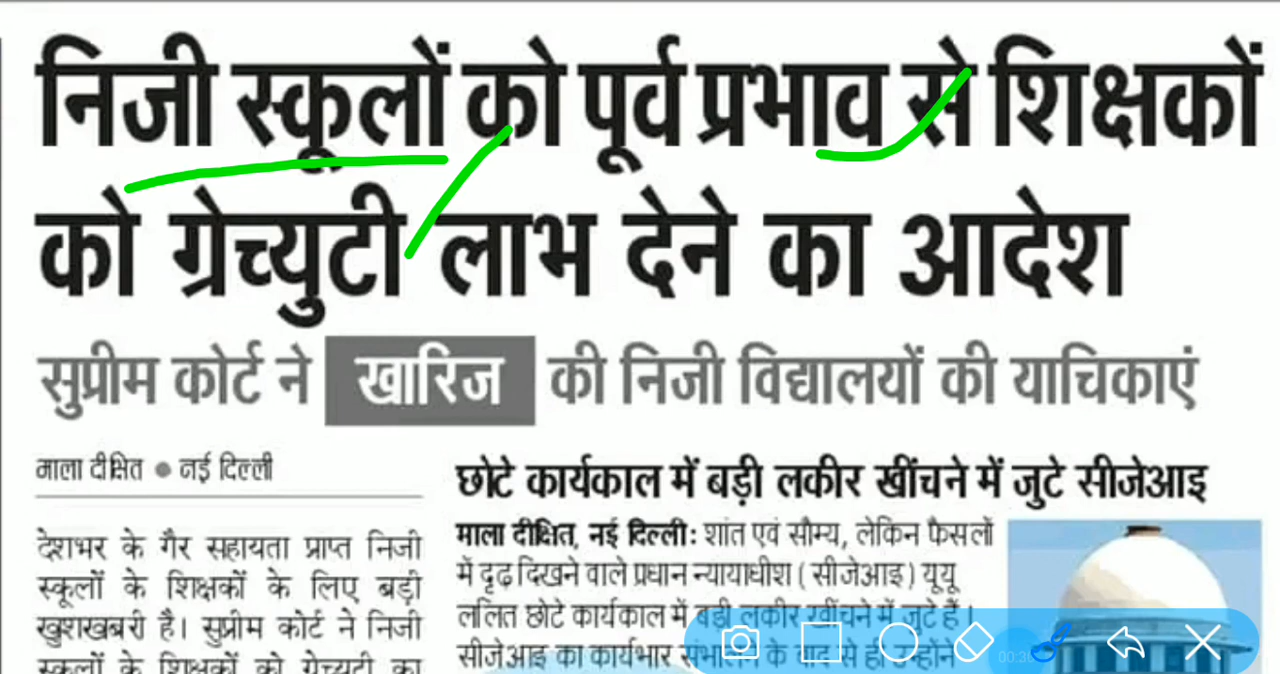 निजी स्कूलों को पूर्व प्रभाव से शिक्षकों
को ग्रेच्युटी लाभ देने का आदेश
सुप्रीम कोर्ट ने खारिज की निजी विद्यालयों की याचिकाएं
माला दीक्षित ● नई दिल्ली
देशभर के गैर सहायता प्राप्त निजी
स्कूलों के शिक्षकों के लिए बड़ी
खुशखबरी है। सुप्रीम कोर्ट ने निजी
स्कूलों के शिक्षकों को ग्रेच्युटी का
छोटे कार्यकाल में बड़ी लकीर खींचने में जुटे सीजेआइ
माला दीक्षित, नई दिल्ली: शांत एवं सौम्य, लेकिन फैसलों
में दृढ़ दिखने वाले प्रधान न्यायाधीश (सीजेआइ) यूयू
ललित छोटे कार्यकाल में बड़ी लकीर खींचने में जुटे हैं।
सीजेआइ का कार्यभार संभालने के बाद से ही उन्होंने